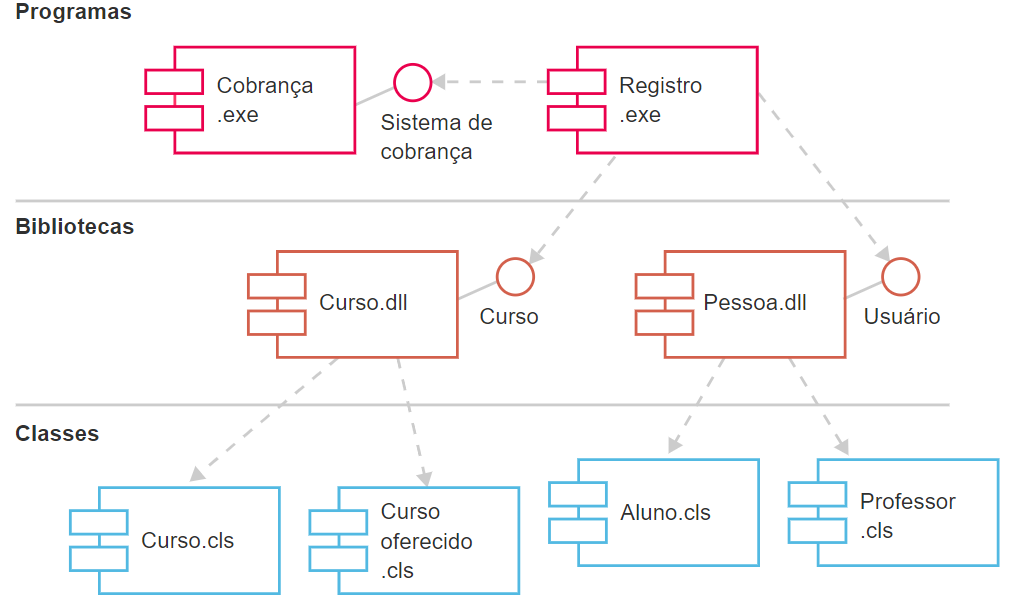 Programas
Cobrança
.exe
Sistema de
cobrança
Registro
.exe
Bibliotecas
Curso.dll
Curso
Pessoa.dll
Usuário
Classes
Curso.cls
Curso
oferecido
.cls
Aluno.cls
Professor
.cls